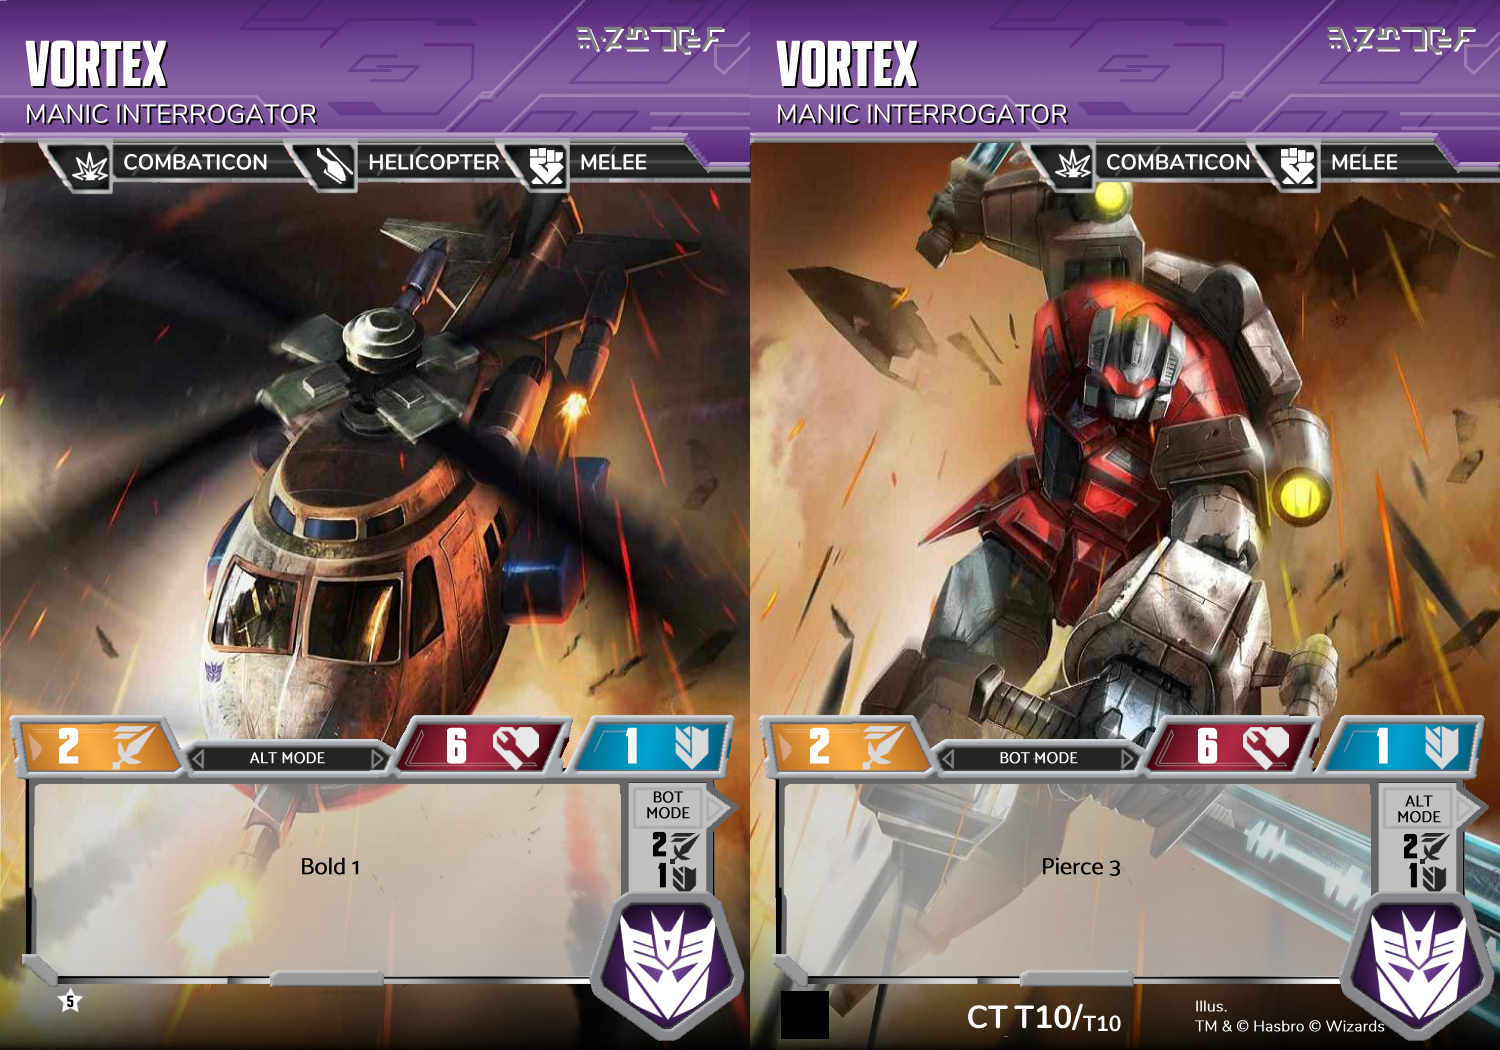 VORTEX
MANIC INTERROGATOR
COMBATICON HELICOPTER MELEE
2 ALT MODE 6 1
BOT
MODE
2
1
Bold 1
5
VORTEX
MANIC INTERROGATOR
COMBATICON MELEE
2 BOT MODE 6 1
ALT
MODE
2
1
Pierce 3
CT T10/T10
Illus.
TM & © Hasbro © Wizards